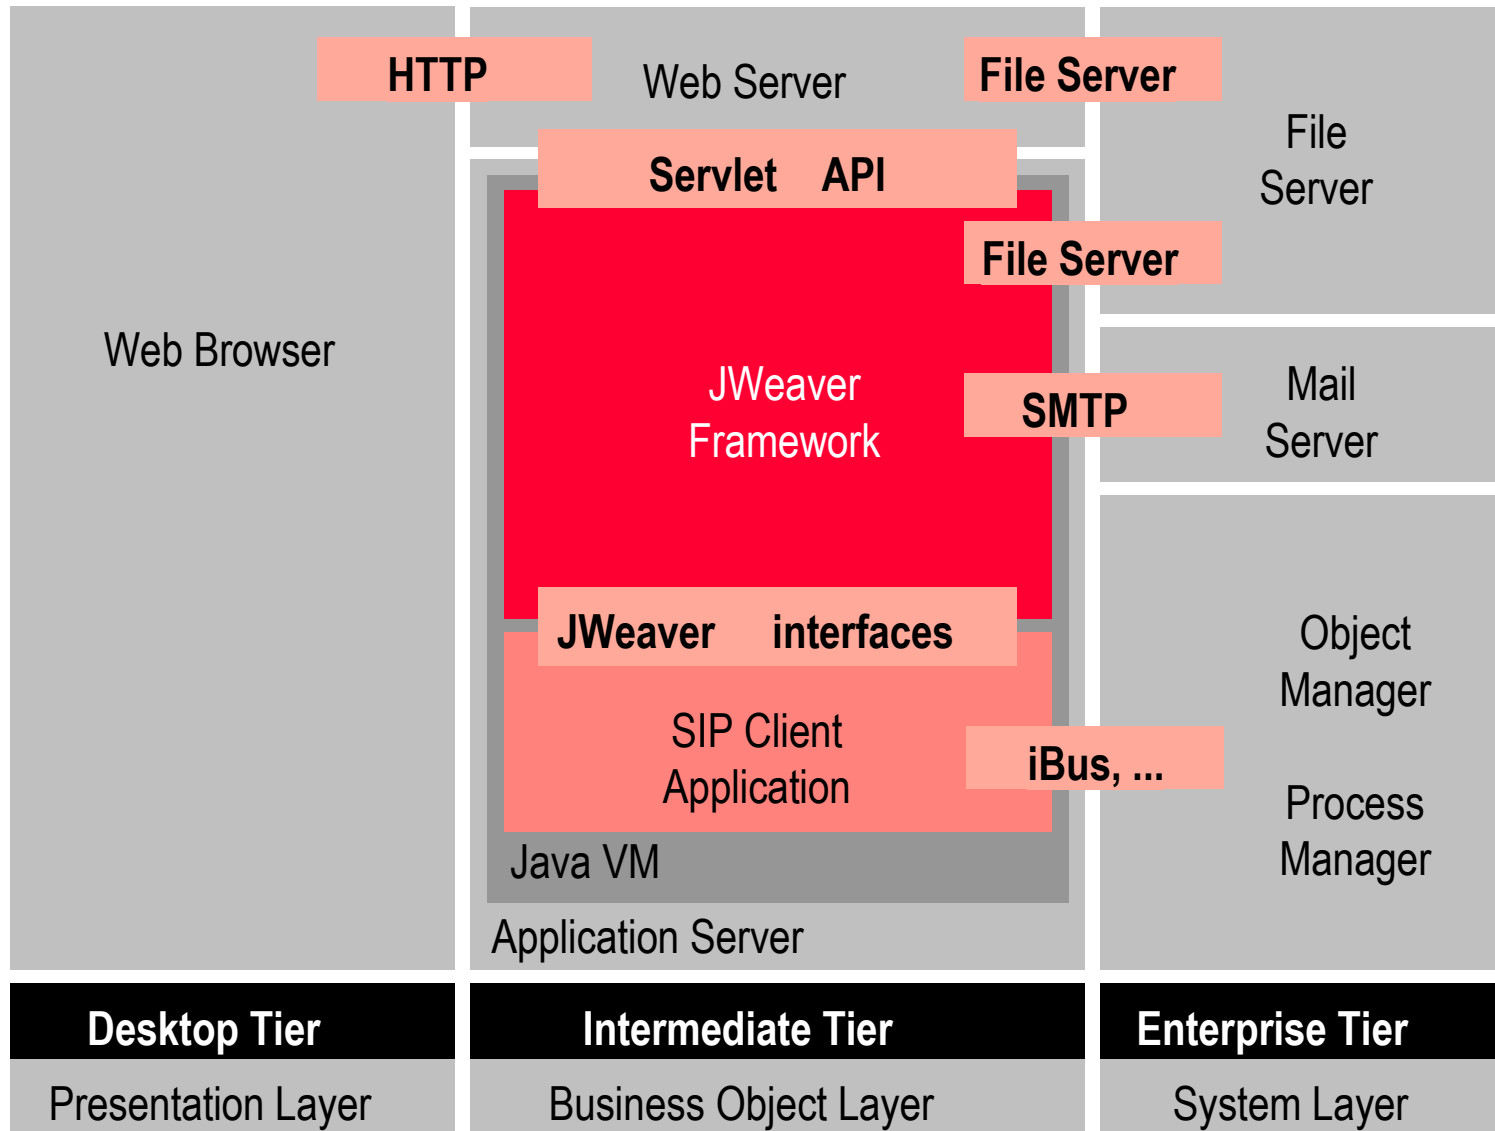 HTTP
Web Server
File Server
File
Server
Servlet API
File Server
Web Browser
JWeaver
Framework
SMTP
Mail
Server
JWeaver interfaces
Object
Manager
SIP Client
Application
iBus, ...
Process
Manager
Java VM
Application Server
Desktop Tier
Intermediate Tier
Enterprise Tier
Presentation Layer
Business Object Layer
System Layer